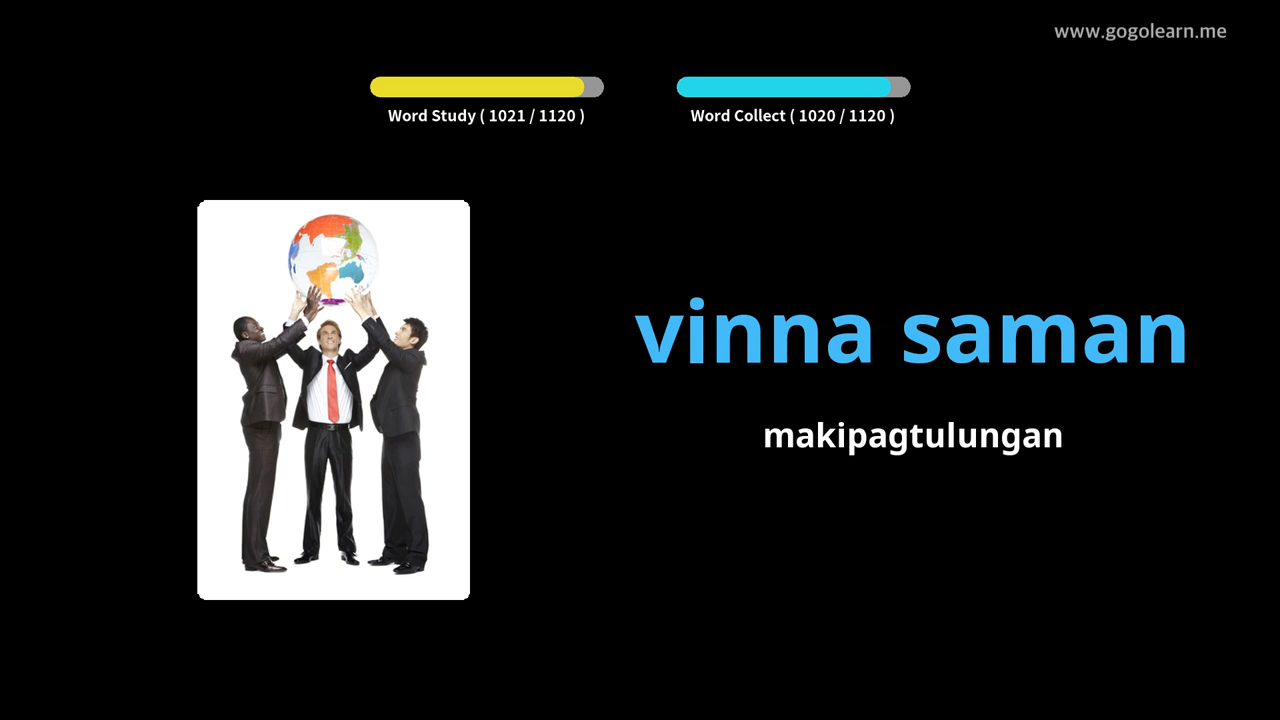 www.gogolearn.me
Word Study ( 1021 / 1120 )
Word Collect ( 1020 / 1120 )
vinna saman
makipagtulungan